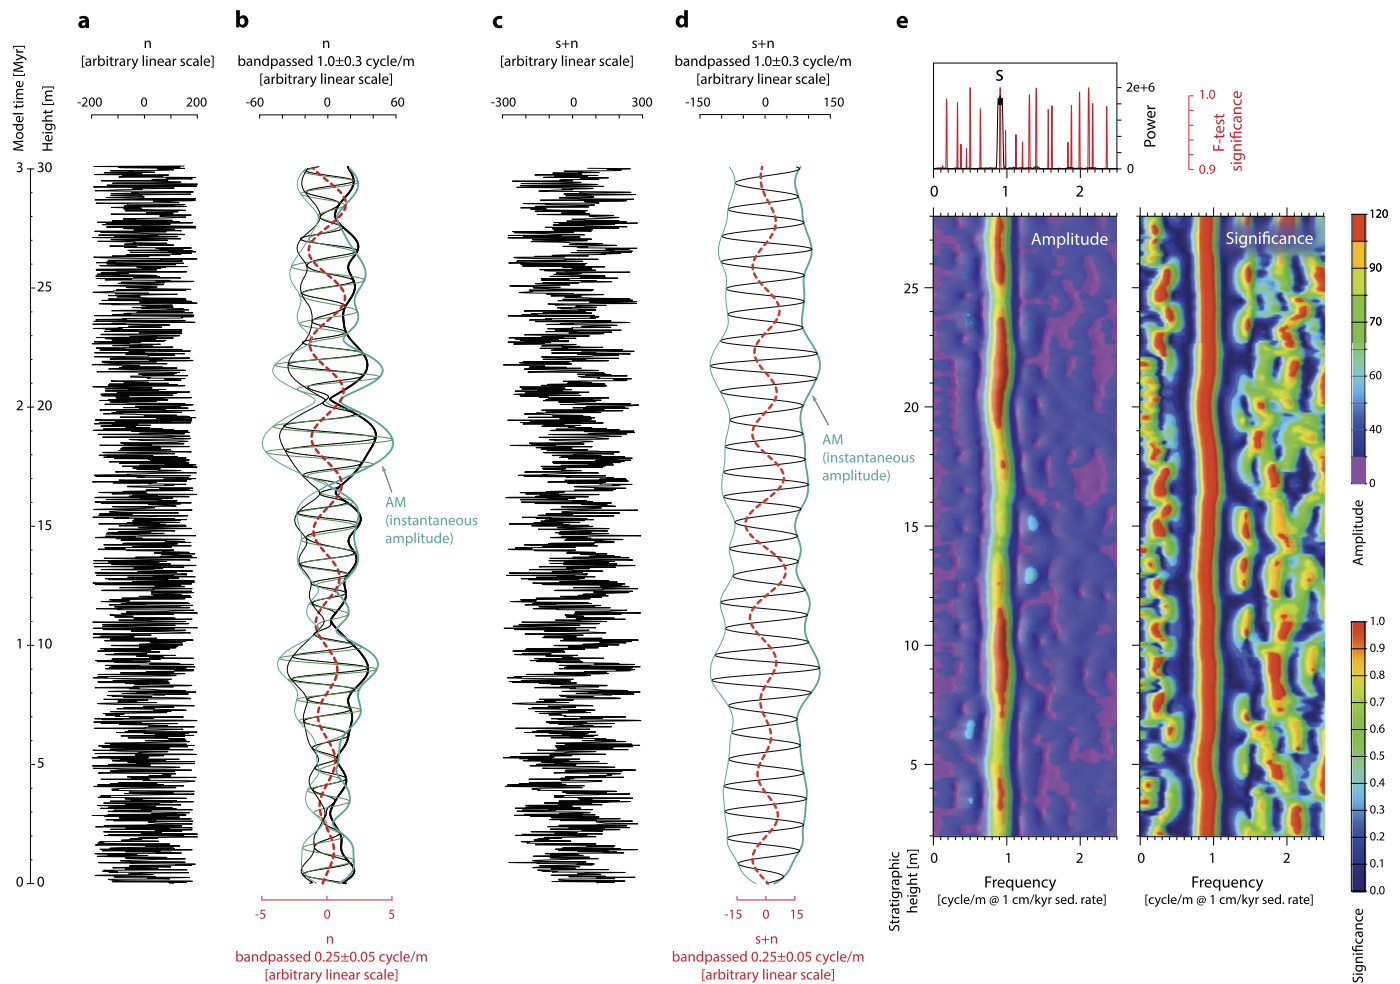 a
n
[arbitrary linear scale]
-200 0 200
b
n
bandpassed 1.0±0.3 cycle/m
[arbitrary linear scale]
-60 0 60
c
s+n
[arbitrary linear scale]
-300 0 300
d
s+n
bandpassed 1.0±0.3 cycle/m
[arbitrary linear scale]
-150 0 150
e
S
2e+6
0
Power
1.0
0.9
F-test
significance
0 1 2
Model time [Myr]
Height [m]
3 30
25
2 20
15
1 10
5
0 0
AM
(instantaneous
amplitude)
-5 0 5
n
bandpassed 0.25±0.05 cycle/m
[arbitrary linear scale]
AM
(instantaneous
amplitude)
-15 0 15
s+n
bandpassed 0.25±0.05 cycle/m
[arbitrary linear scale]
Amplitude
25
20
15
10
5
Stratigraphic
height [m]
0 1 2
Frequency
[cycle/m @ 1 cm/kyr sed. rate]
Significance
0 1 2
Frequency
[cycle/m @ 1 cm/kyr sed. rate]
120
90
70
60
40
0
Amplitude
1.0
0.9
0.8
0.7
0.6
0.5
0.4
0.3
0.2
0.1
0.0
Significance